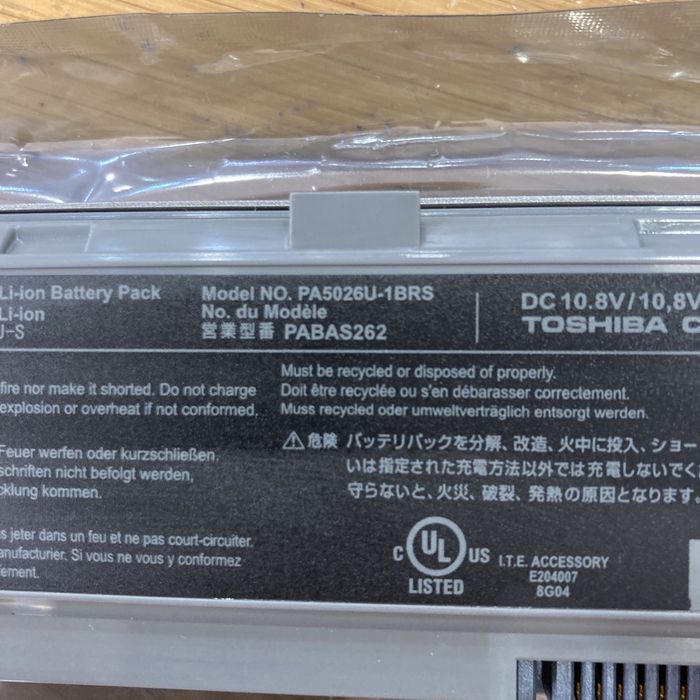 Li-ion Battery Pack
Li-ion
U-S
Model NO. PA5026U-1BRS
No. du Modèle
営業型番 PABAS262
DC 10.8V/10,8V
TOSHIBA C
fire nor make it shorted. Do not charge
explosion or overheat if not conformed.
Feuer werfen oder kurzschließen,
schriften nicht befolgt werden,
cklung kommen.
s jeter dans un feu et ne pas court-circuiter.
anufacturier. Si vous ne vous y conformez
fement.
Must be recycled or disposed of properly.
Doit être recyclée ou s'en débarasser correctement.
Muss recycled oder umweltverträglich entsorgt werden.
⚠危険 バッテリパックを分解、改造、火中に投入、ショー
いは指定された充電方法以外では充電しないでく
守らないと、火災、破裂、発熱の原因となります。
C UL US
LISTED
I.T.E. ACCESSORY
E204007
8G04